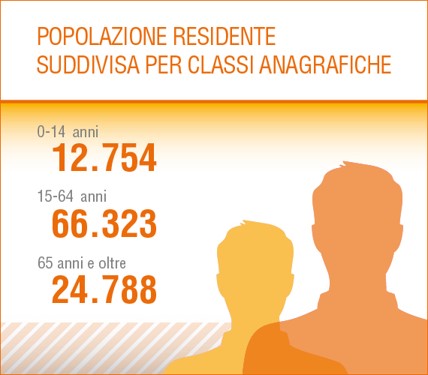 POPOLAZIONE RESIDENTE
SUDDIVISA PER CLASSI ANAGRAFICHE
0-14 anni
12.754
15-64 anni
66.323
65 anni e oltre
24.788